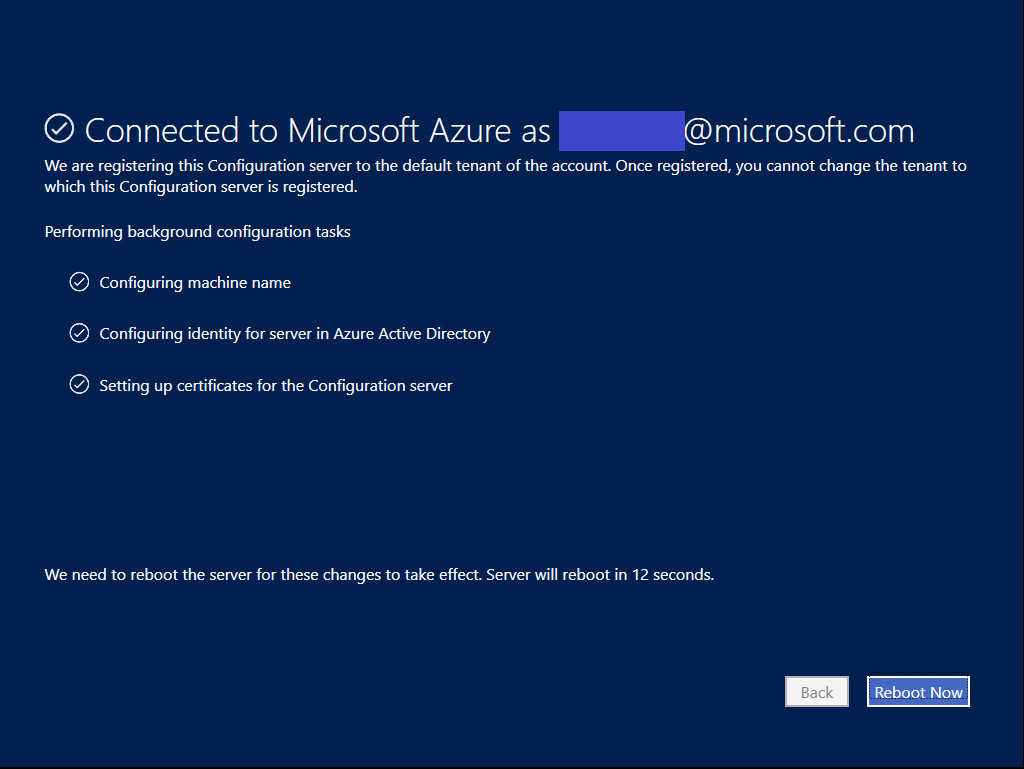 Connected to Microsoft Azure as @microsoft.com
We are registering this Configuration server to the default tenant of the account. Once registered, you cannot change the tenant to
which this Configuration server is registered.
Performing background configuration tasks
Configuring machine name
Configuring identity for server in Azure Active Directory
Setting up certificates for the Configuration server
We need to reboot the server for these changes to take effect. Server will reboot in 12 seconds.
Back
Reboot Now